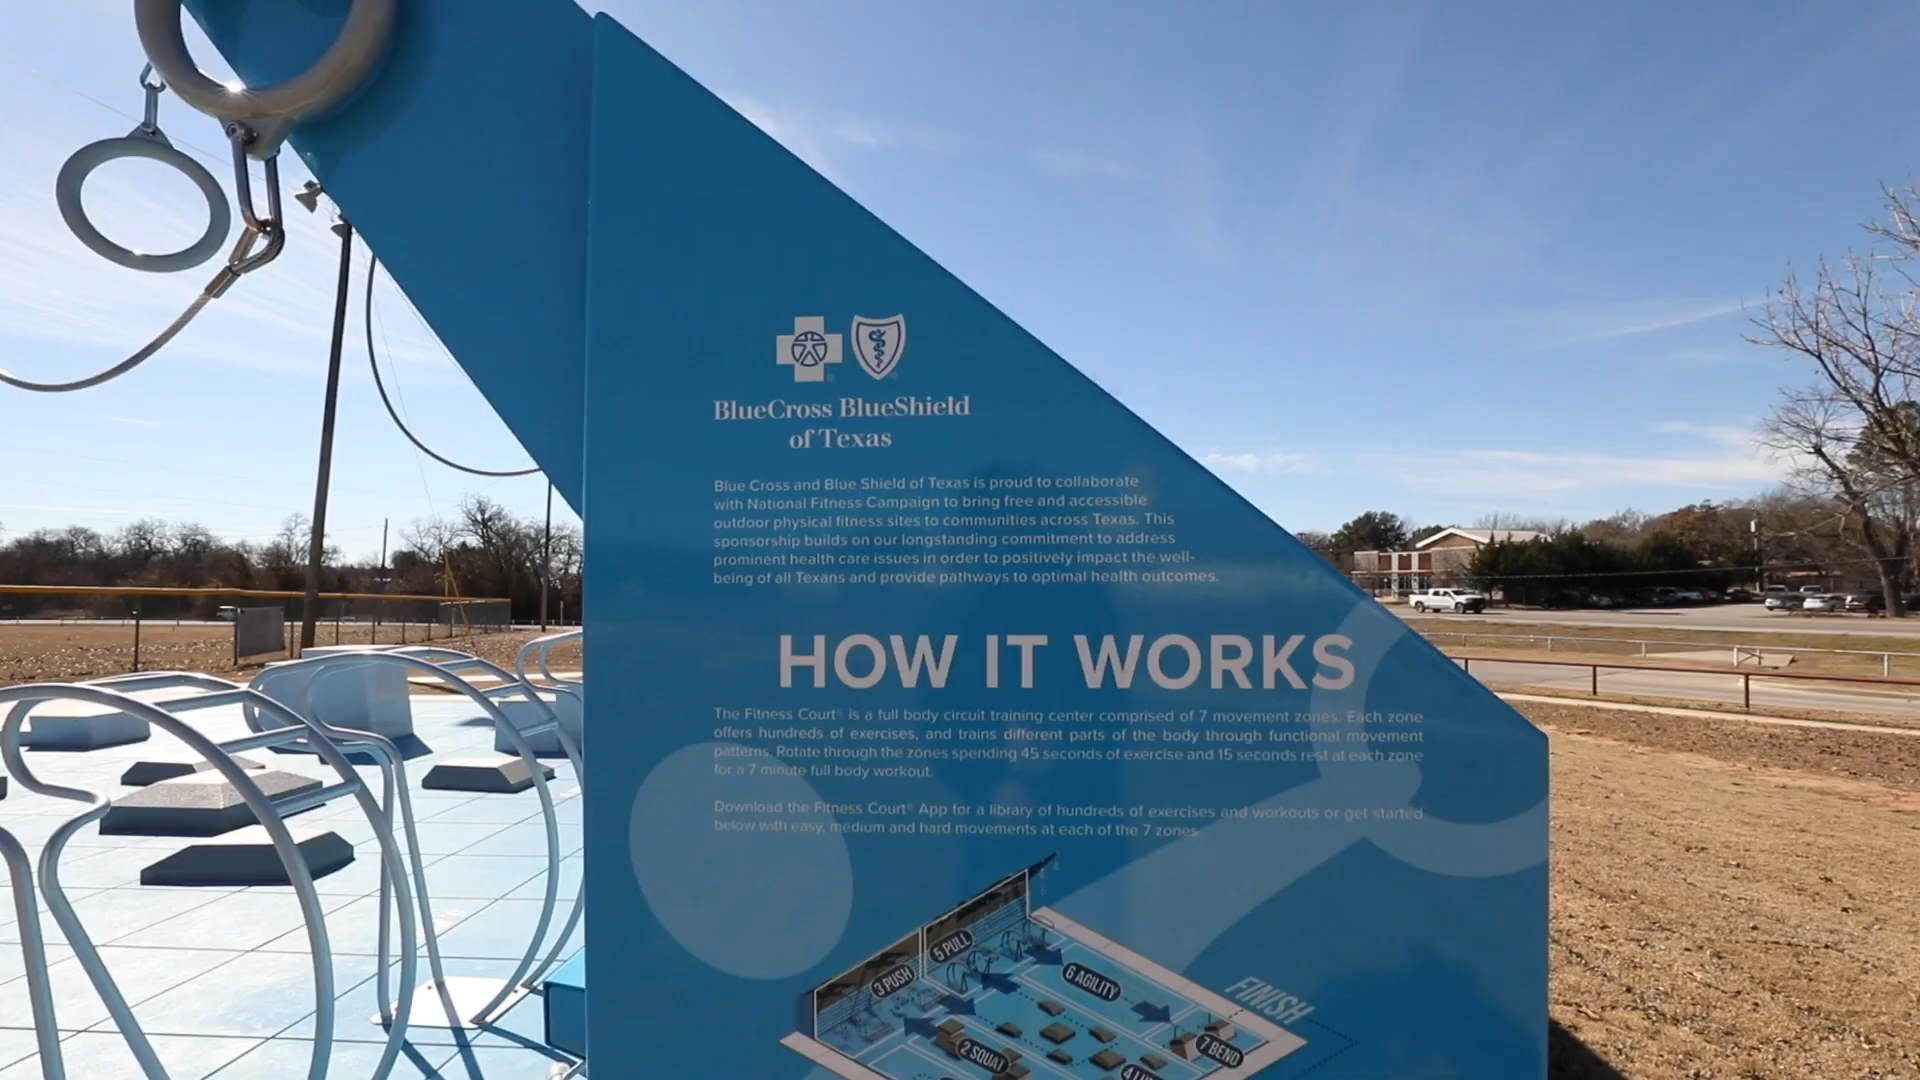 BlueCross BlueShield
of Texas
Blue Cross and Blue Shield of Texas is proud to collaborate
with National Fitness Campaign to bring free and accessible
outdoor physical fitness sites to communities across Texas. This
sponsorship builds on our longstanding commitment to address
prominent health care issues in order to positively impact the well-
being of all Texans and provide pathways to optimal health outcomes.
HOW IT WORKS
The Fitness Court® is a full body circuit training center comprised of 7 movement zones. Each zone
offers hundreds of exercises, and trains different parts of the body through functional movement
patterns. Rotate through the zones spending 45 seconds of exercise and 15 seconds rest at each zone
for a 7 minute full body workout.
Download the Fitness Court® App for a library of hundreds of exercises and workouts or get started
below with easy, medium and hard movements at each of the 7 zones.
5 PULL
3 PUSH
6 AGILITY
FINISH
2 SQUAT
7 BEND